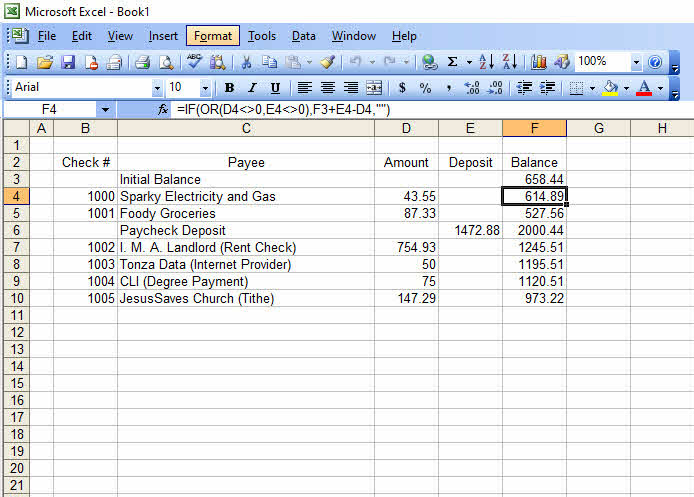 Microsoft Excel - Book1
File Edit View Insert Format Tools Data Window Help
100%
Arial 10 B I U $ % , .00 .00
F4 fx =IF(OR(D4<>0,E4<>0),F3+E4-D4,"")
A B C D E F G H
1
2 Check # Payee Amount Deposit Balance
3 Initial Balance 658.44
4 1000 Sparky Electricity and Gas 43.55 614.89
5 1001 Foody Groceries 87.33 527.56
6 Paycheck Deposit 1472.88 2000.44
7 1002 I. M. A. Landlord (Rent Check) 754.93 1245.51
8 1003 Tonza Data (Internet Provider) 50 1195.51
9 1004 CLI (Degree Payment) 75 1120.51
10 1005 JesusSaves Church (Tithe) 147.29 973.22
11
12
13
14
15
16
17
18
19
20
21